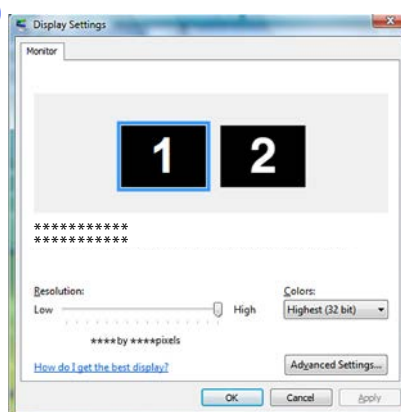 Display Settings
Monitor
1 2
***********
***********
Resolution:
Low High
****by ****pixels
Colors:
Highest (32 bit)
How do I get the best display?
Advanced Settings...
OK Cancel Apply